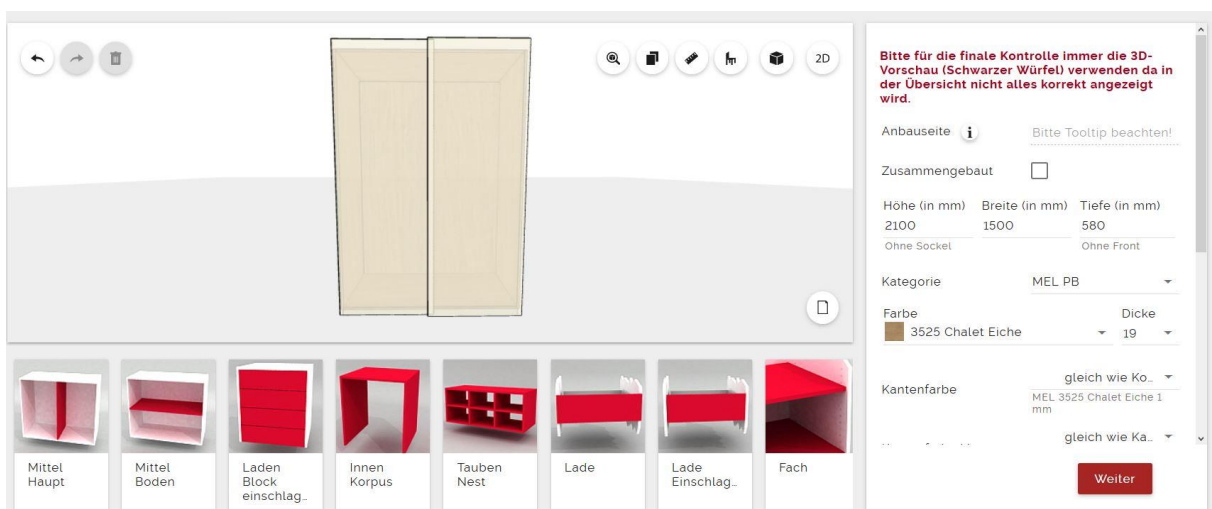 2D
Bitte für die finale Kontrolle immer die 3D-
Vorschau (Schwarzer Würfel) verwenden da in
der Übersicht nicht alles korrekt angezeigt
wird.
Anbauseite i Bitte Tooltip beachten!
Zusammengebaut
Höhe (in mm) Breite (in mm) Tiefe (in mm)
2100 1500 580
Ohne Sockel Ohne Front
Kategorie MEL PB
Farbe Dicke
3525 Chalet Eiche 19
Kantenfarbe gleich wie Ko..
MEL 3525 Chalet Eiche 1
mm
gleich wie Ka..
Weiter
Mittel
Haupt
Mittel
Boden
Laden
Block
einschlag..
Innen
Korpus
Tauben
Nest
Lade
Lade
Einschlag..
Fach